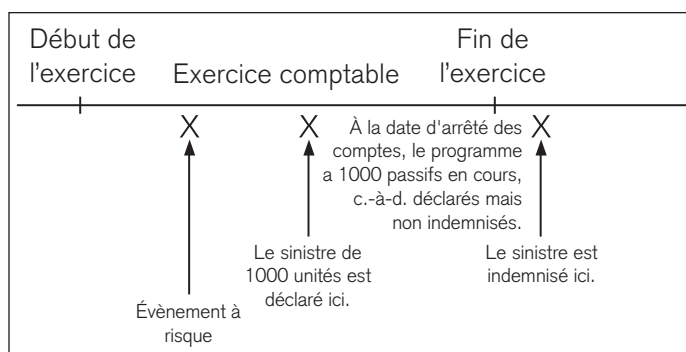 Début de
l'exercice
Exercice comptable
Fin de
l'exercice
X
X
À la date d'arrêté des
comptes, le programme
a 1000 passifs en cours,
c.-à-d. déclarés mais
non indemnisés.
X
Évènement à
risque
Le sinistre de
1000 unités est
déclaré ici.
Le sinistre est
indemnisé ici.